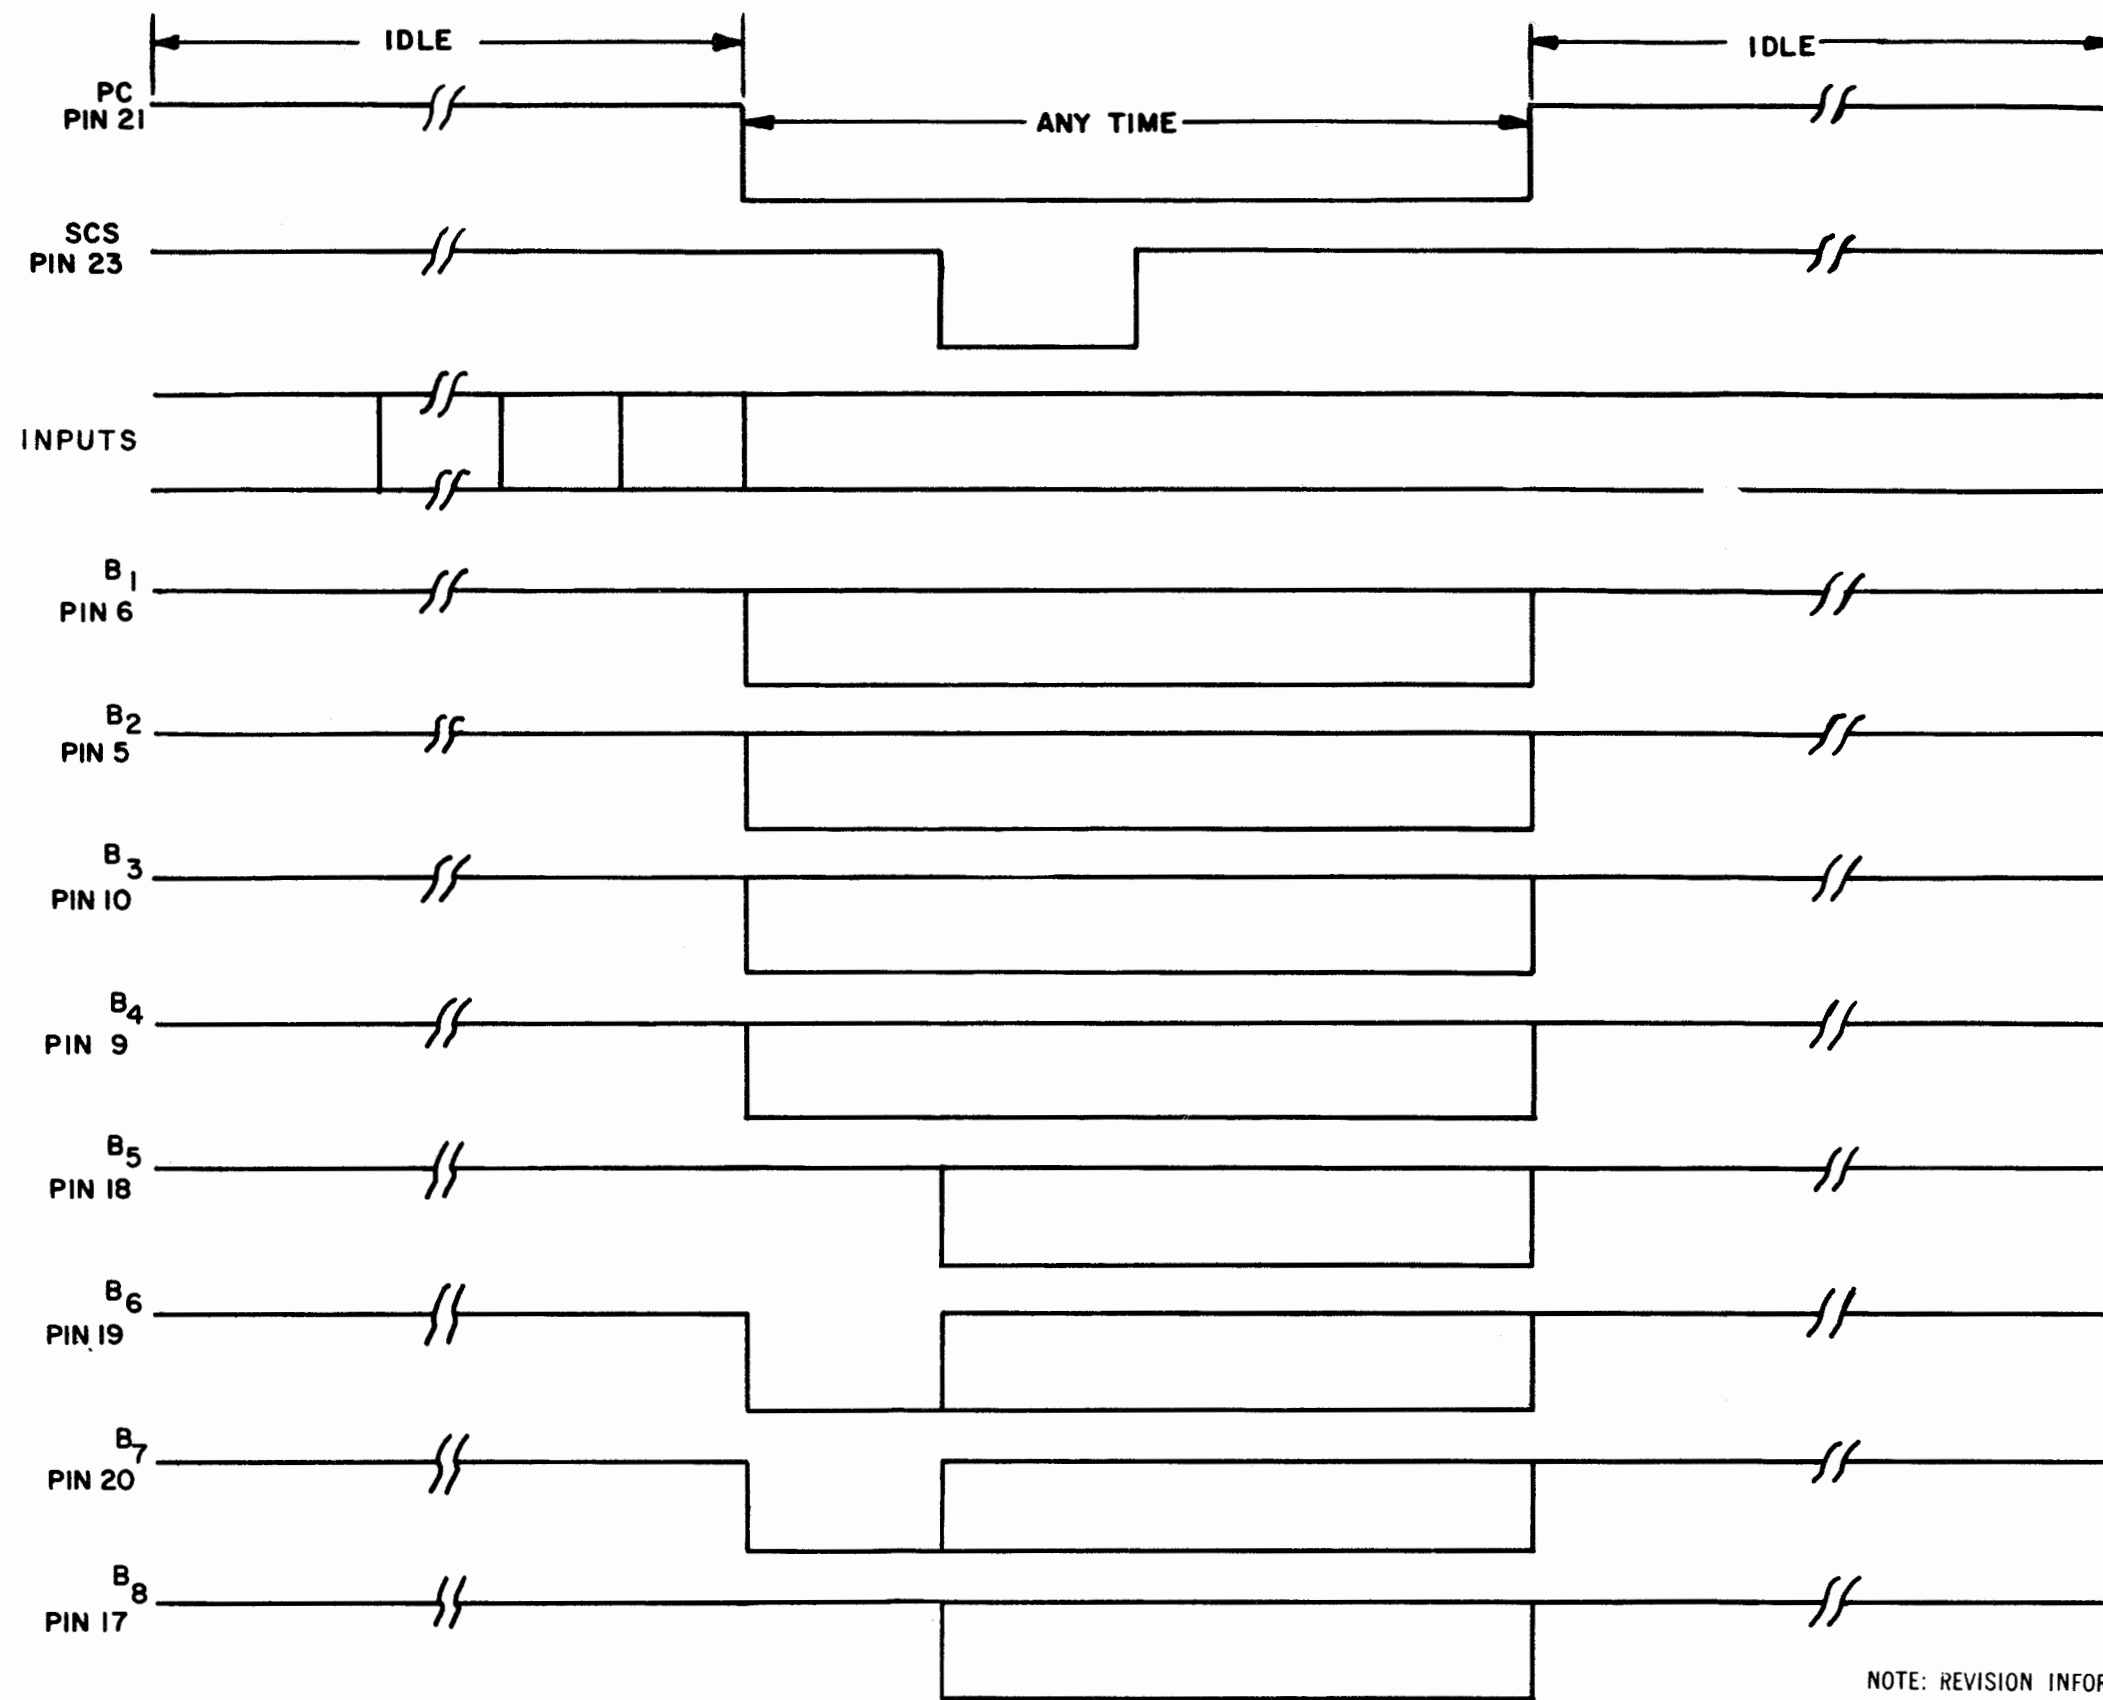 IDLE
IDLE
PC
PIN 21
ANY TIME
SCS
PIN 23
INPUTS
B1
PIN 6
B2
PIN 5
B3
PIN 10
B4
PIN 9
B5
PIN 18
B6
PIN 19
B7
PIN 20
B8
PIN 17
NOTE: REVISION INFOR